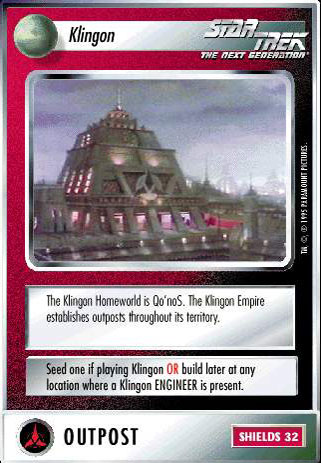 Klingon
STAR TREK
THE NEXT GENERATION®
TM, ©, ® 1995 PARAMOUNT PICTURES.
The Klingon Homeworld is Qo'noS. The Klingon Empire
establishes outposts throughout its territory.
Seed one if playing Klingon OR build later at any
location where a Klingon ENGINEER is present.
OUTPOST
SHIELDS 32